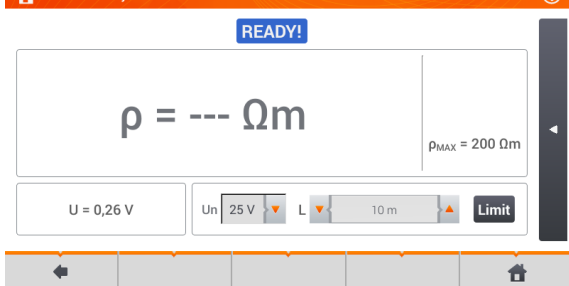 READY!
ρ = --- Ωm
ρMAX = 200 Ωm
U = 0,26 V
Un 25 V L 10 m Limit